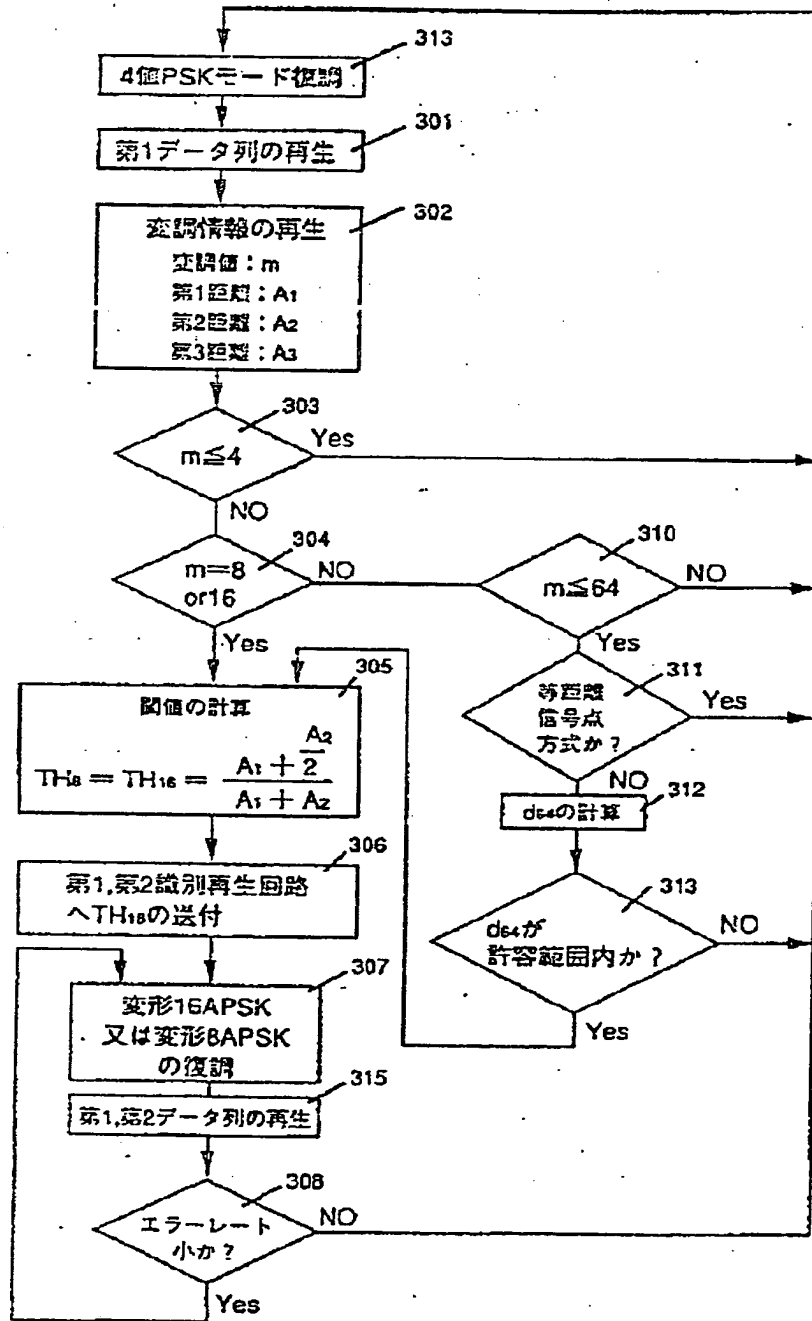 313
4値PSKモード復調
301
第1データ列の再生
302
変調情報の再生
変調値：m
第1距離：A1
第2距離：A2
第3距離：A3
303
m≦4
Yes
NO
304
m=8
or16
NO
Yes
310
m≦64
NO
Yes
305
閾値の計算
TH8 = TH16 = (A1 + A2/2) / (A1 + A2)
311
等距離
信号点
方式か?
Yes
NO
312
d64の計算
306
第1,第2識別再生回路
へTH16の送付
313
d64が
許容範囲内か?
NO
Yes
307
変形16APSK
又は変形8APSK
の復調
315
第1,第2データ列の再生
308
エラーレート
小か?
NO
Yes